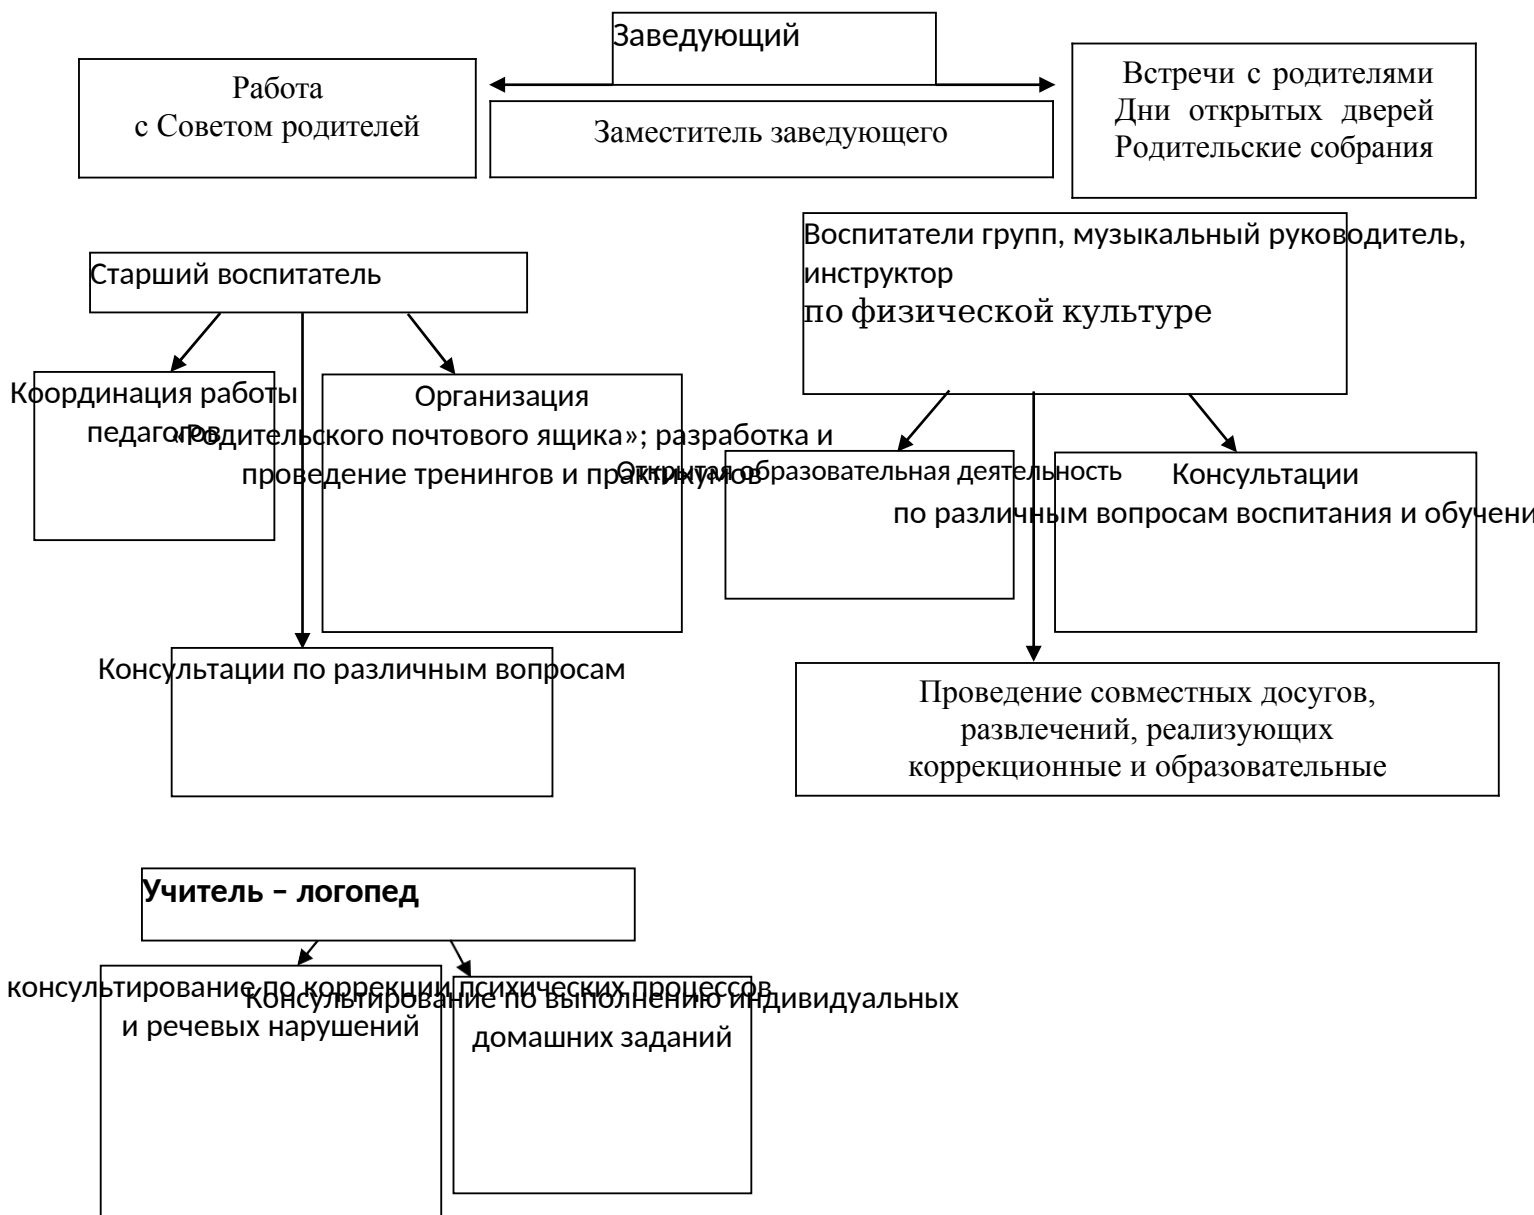 Заведующий
Работа
с Советом родителей
Заместитель заведующего
Встречи с родителями
Дни открытых дверей
Родительские собрания
Старший воспитатель
Воспитатели групп, музыкальный руководитель,
инструктор
по физической культуре
Координация работы
педагогов
Организация
«Родительского почтового ящика»; разработка и
проведение тренингов и практикумов
Открытая образовательная деятельность
Консультации
по различным вопросам воспитания и обучени
Консультации по различным вопросам
Проведение совместных досугов,
развлечений, реализующих
коррекционные и образовательные
Учитель – логопед
консультирование по коррекции психических процессов
и речевых нарушений
Консультирование по выполнению индивидуальных
домашних заданий